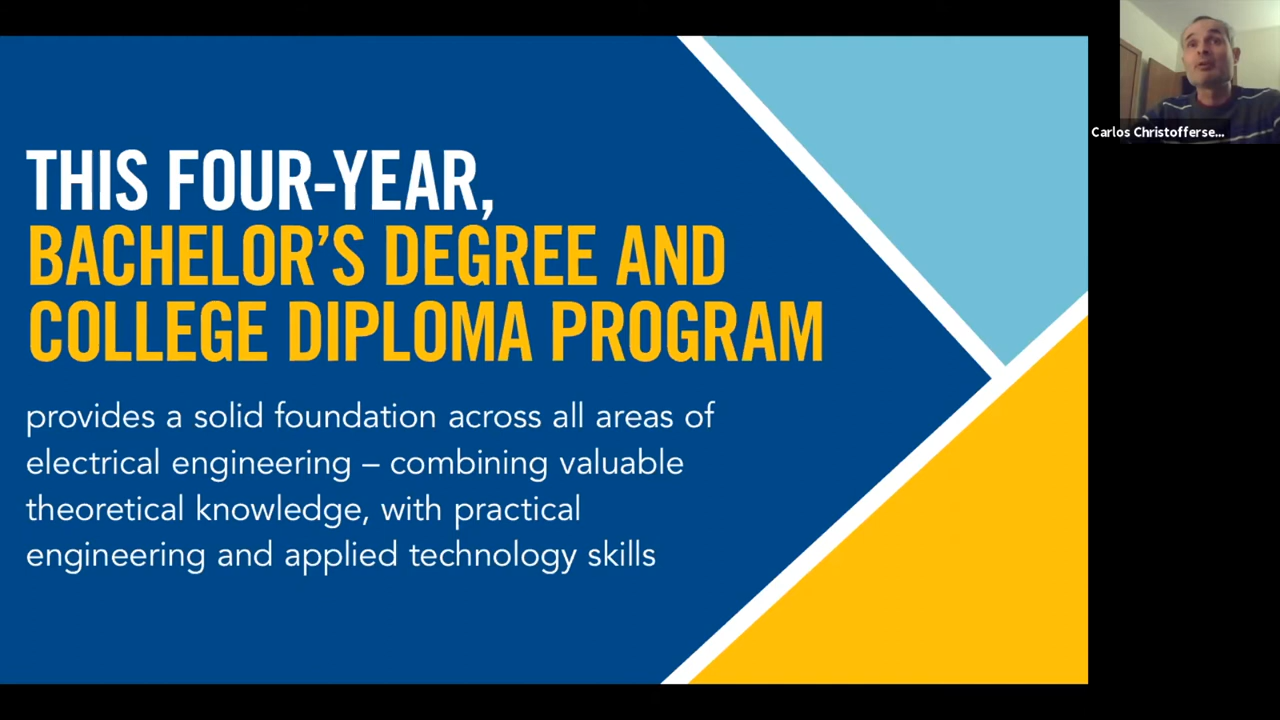 THIS FOUR-YEAR,
BACHELOR’S DEGREE AND
COLLEGE DIPLOMA PROGRAM
provides a solid foundation across all areas of
electrical engineering – combining valuable
theoretical knowledge, with practical
engineering and applied technology skills
Carlos Christofferse...